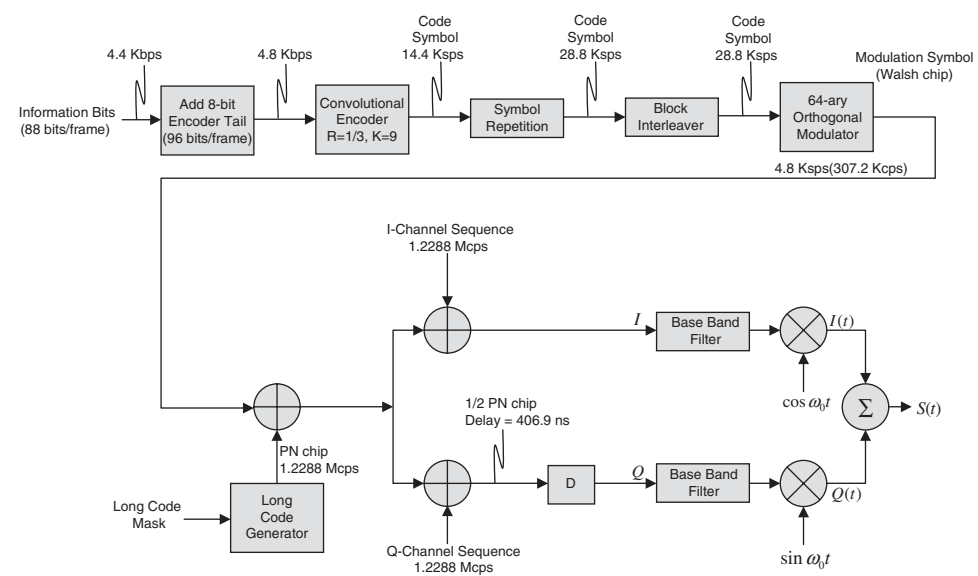 4.4 Kbps
4.8 Kbps
Code
Symbol
14.4 Ksps
Code
Symbol
28.8 Ksps
Code
Symbol
28.8 Ksps
Modulation Symbol
(Walsh chip)
Information Bits
(88 bits/frame)
Add 8-bit
Encoder Tail
(96 bits/frame)
Convolutional
Encoder
R=1/3, K=9
Symbol
Repetition
Block
Interleaver
64-ary
Orthogonal
Modulator
4.8 Ksps(307.2 Kcps)
I-Channel Sequence
1.2288 Mcps
I
Base Band
Filter
I(t)
cos ω₀t
1/2 PN chip
Delay = 406.9 ns
Σ
S(t)
PN chip
1.2288 Mcps
Long Code
Mask
Long
Code
Generator
D
Q
Base Band
Filter
Q(t)
Q-Channel Sequence
1.2288 Mcps
sin ω₀t